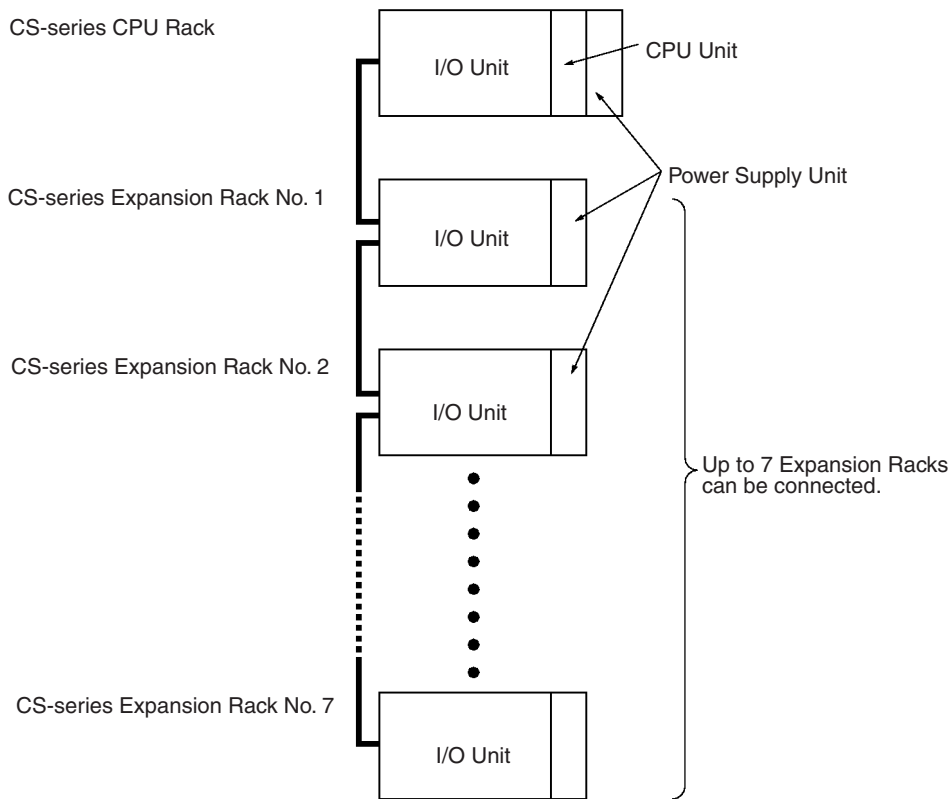 CS-series CPU Rack
I/O Unit
CPU Unit
Power Supply Unit
CS-series Expansion Rack No. 1
I/O Unit
CS-series Expansion Rack No. 2
I/O Unit
Up to 7 Expansion Racks
can be connected.
CS-series Expansion Rack No. 7
I/O Unit